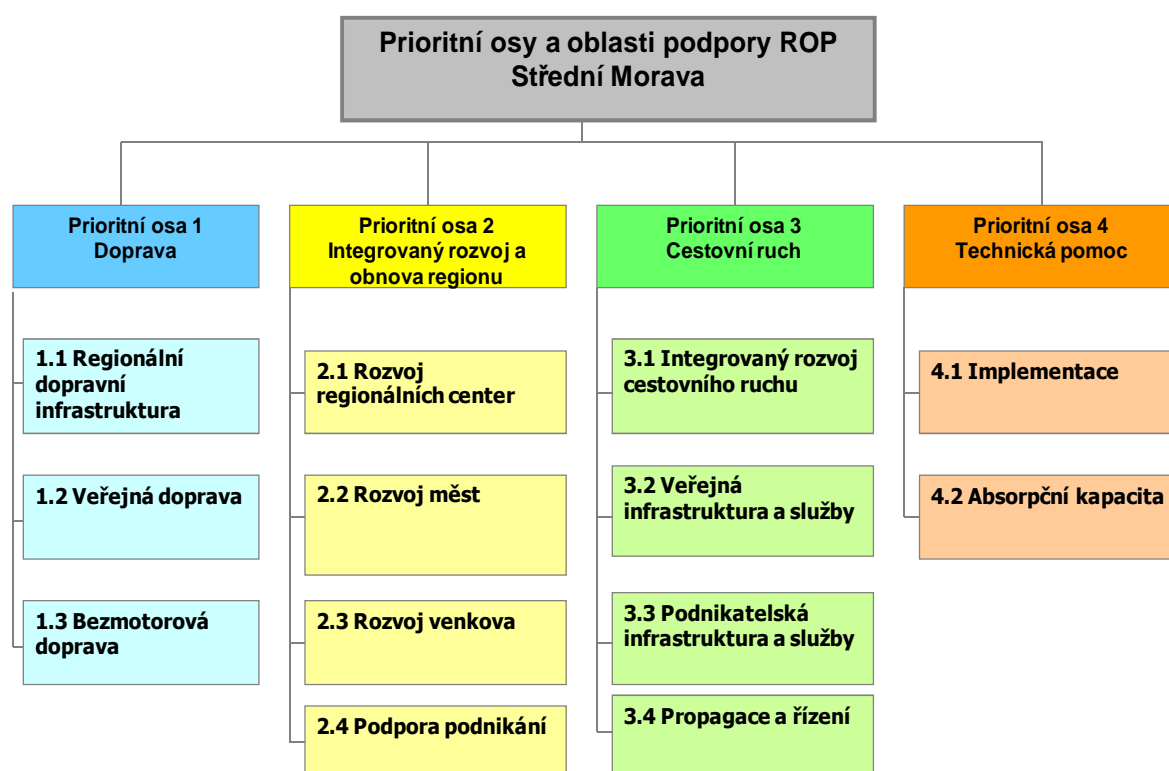 Prioritní osy a oblasti podpory ROP
Střední Morava
Prioritní osa 1
Doprava
Prioritní osa 2
Integrovaný rozvoj a
obnova regionu
Prioritní osa 3
Cestovní ruch
Prioritní osa 4
Technická pomoc
1.1 Regionální
dopravní
infrastruktura
1.2 Veřejná doprava
1.3 Bezmotorová
doprava
2.1 Rozvoj
regionálních center
2.2 Rozvoj měst
2.3 Rozvoj venkova
2.4 Podpora podnikání
3.1 Integrovaný rozvoj
cestovního ruchu
3.2 Veřejná
infrastruktura a služby
3.3 Podnikatelská
infrastruktura a služby
3.4 Propagace a řízení
4.1 Implementace
4.2 Absorpční kapacita